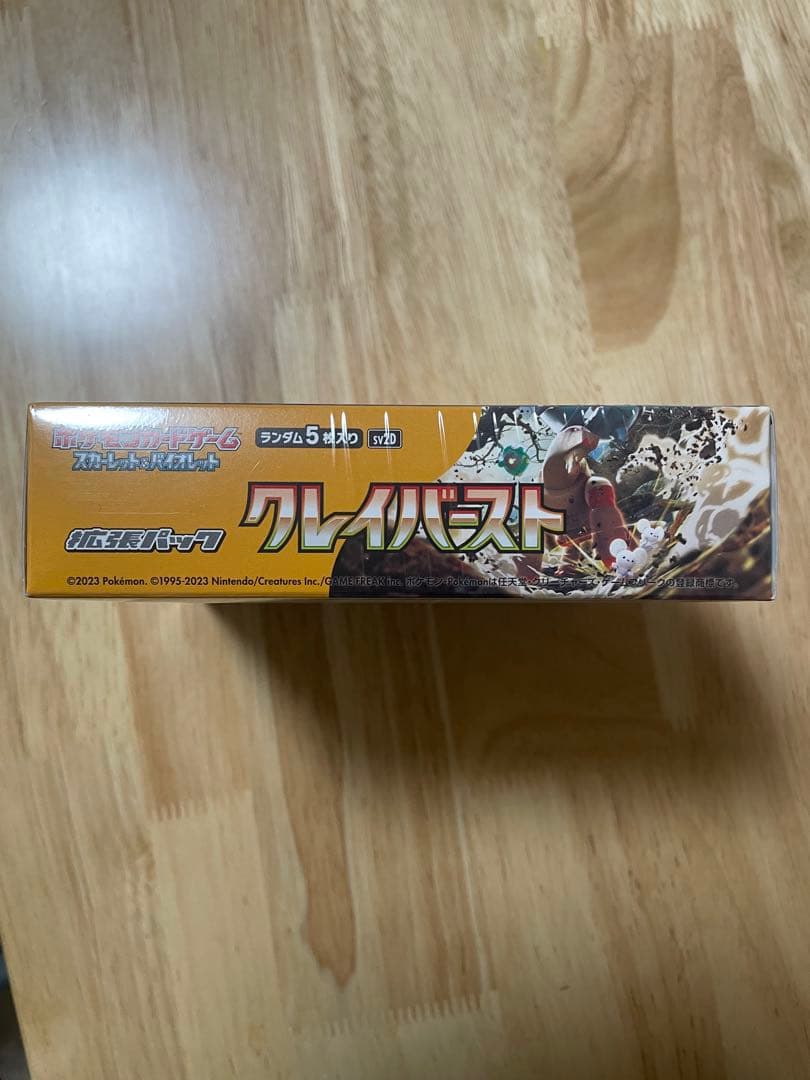 ポケモンカードゲーム
スカーレット&バイオレット
ランダム5枚入り sv2D
拡張パック
クレイバースト
©2023 Pokémon. ©1995-2023 Nintendo/Creatures Inc./GAME FREAK inc. ポケモン・Pokémonは任天堂・クリーチャーズ・ゲームフリークの登録商標です。